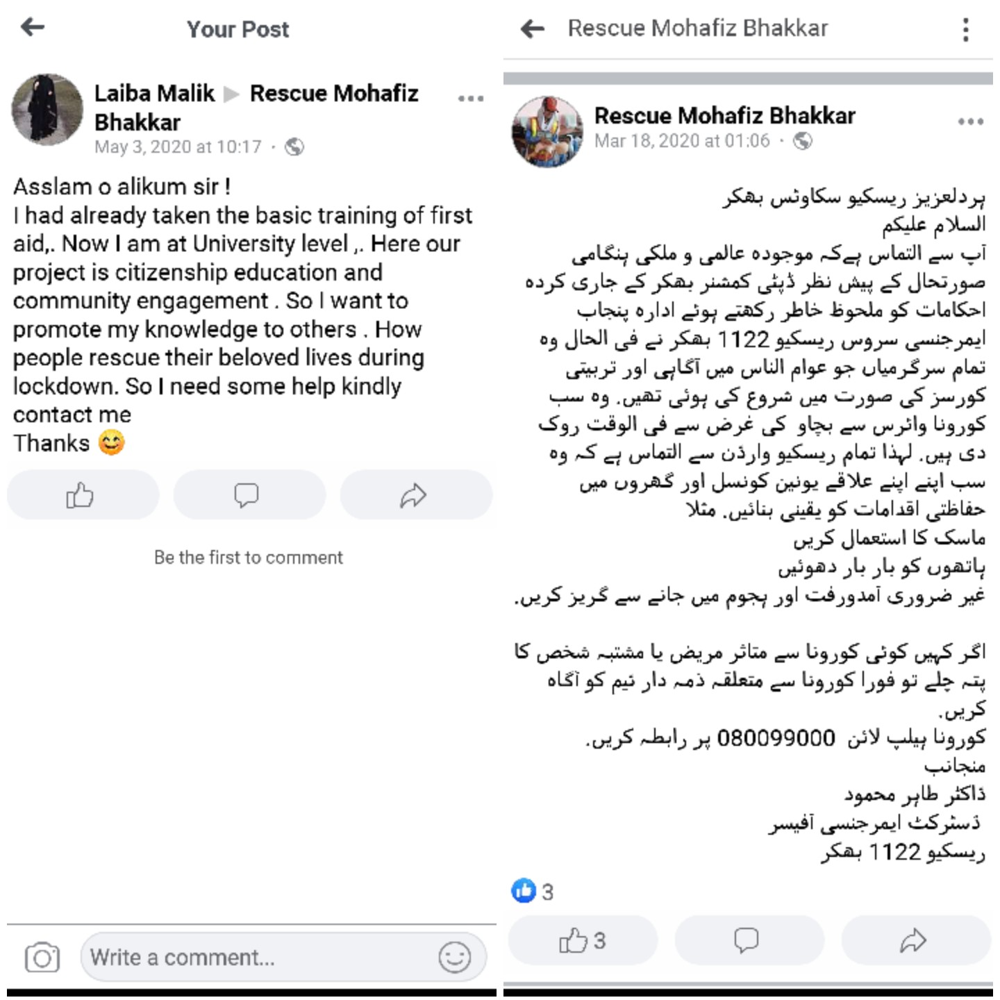 Your Post
Laiba Malik ▶ Rescue Mohafiz
Bhakkar
May 3, 2020 at 10:17 ·
Asslam o alikum sir !
I had already taken the basic training of first
aid,. Now I am at University level ,. Here our
project is citizenship education and
community engagement . So I want to
promote my knowledge to others . How
people rescue their beloved lives during
lockdown. So I need some help kindly
contact me
Thanks 😊
Be the first to comment
Write a comment...
Rescue Mohafiz Bhakkar
Rescue Mohafiz Bhakkar
Mar 18, 2020 at 01:06 ·
ہردلعزیز ریسکیو سکاوٹس بھکر
السلام علیکم
آپ سے التماس ہےکہ موجودہ عالمی و ملکی ہنگامی
صورتحال کے پیش نظر ڈپٹی کمشنر بھکر کے جاری کردہ
احکامات کو ملحوظ خاطر رکھتے ہوئے ادارہ پنجاب
ایمرجنسی سروس ریسکیو 1122 بھکر نے فی الحال وہ
تمام سرگرمیاں جو عوام الناس میں آگاہی اور تربیتی
کورسز کی صورت میں شروع کی ہوئی تھیں. وہ سب
کورونا وائرس سے بچاو کی غرض سے فی الوقت روک
دی ہیں. لہذا تمام ریسکیو وارڈن سے التماس ہے کہ وہ
سب اپنے اپنے علاقے یونین کونسل اور گھروں میں
حفاظتی اقدامات کو یقینی بنائیں. مثلا
ماسک کا استعمال کریں
ہاتھوں کو بار بار دھوئیں
غیر ضروری آمدورفت اور ہجوم میں جانے سے گریز کریں.
اگر کہیں کوئی کورونا سے متاثر مریض یا مشتبہ شخص کا
پتہ چلے تو فورا کورونا سے متعلقہ ذمہ دار ٹیم کو آگاہ
کریں.
کورونا ہیلپ لائن 080099000 پر رابطہ کریں.
منجانب
ڈاکٹر طاہر محمود
ڈسٹرکٹ ایمرجنسی آفیسر
ریسکیو 1122 بھکر
3
3